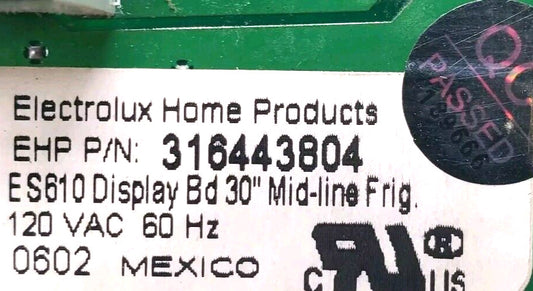 Electrolux Home Products
EHP P/N: 316443804
ES610 Display Bd 30" Mid-line Frig.
120 VAC 60 Hz
0602 MEXICO
C US
QC
PASSED